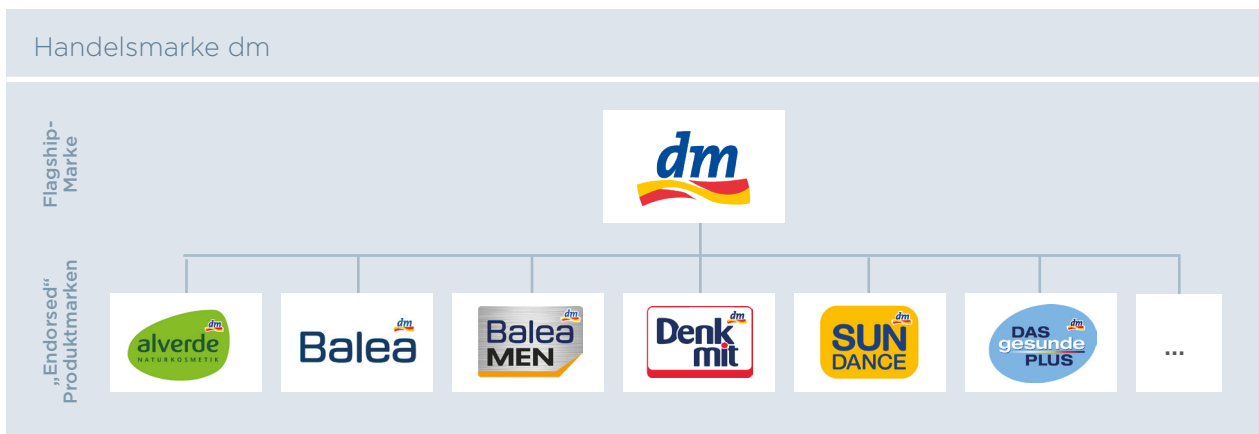 Handelsmarke dm
Flagship-
Marke
dm
„Endorsed“
Produktmarken
dm
alverde
NATURKOSMETIK
dm
Balea
dm
Balea
MEN
dm
Denk
mit
dm
SUN
DANCE
dm
DAS
gesunde
PLUS
...